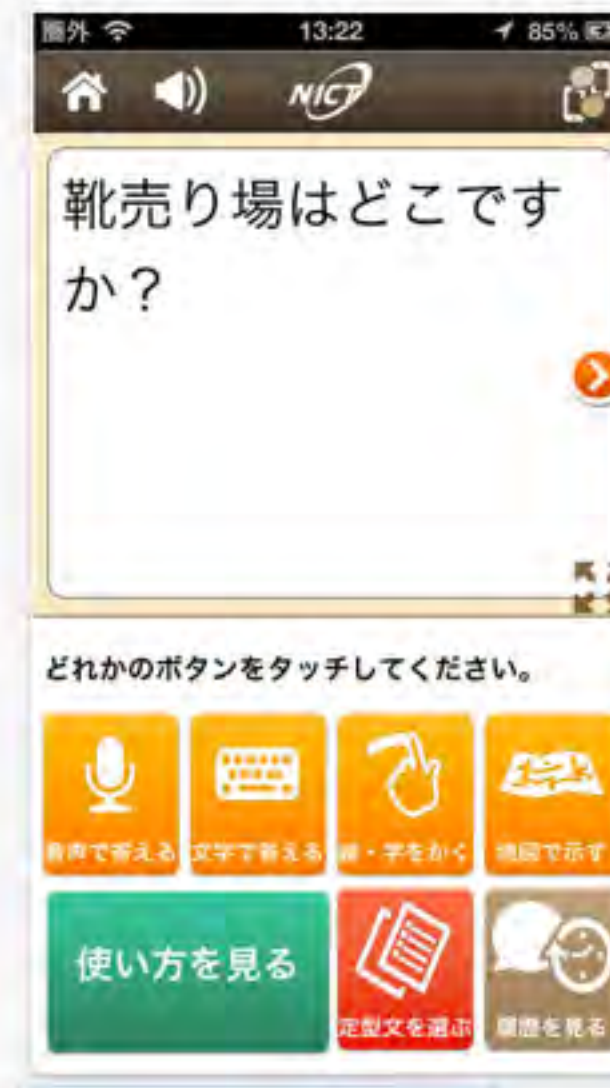 圏外 13:22 85%
NICT
靴売り場はどこです
か？
どれかのボタンをタッチしてください。
音声で答える 文字で答える 絵・字をかく 地図で示す
使い方を見る 定型文を選ぶ 履歴を見る